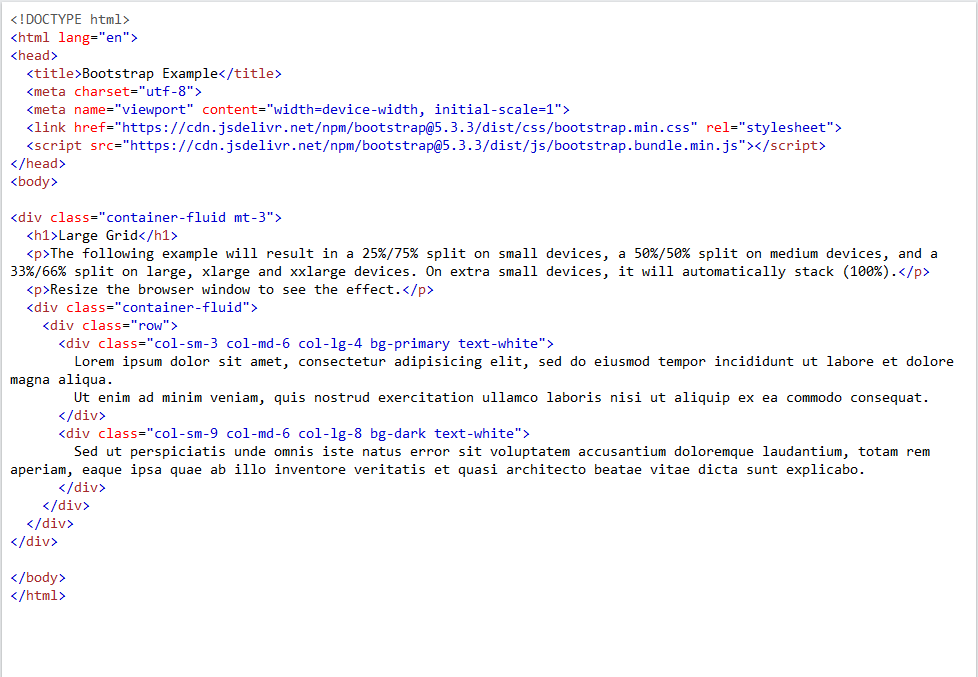 <!DOCTYPE html>
<html lang="en">
<head>
  <title>Bootstrap Example</title>
  <meta charset="utf-8">
  <meta name="viewport" content="width=device-width, initial-scale=1">
  <link href="https://cdn.jsdelivr.net/npm/bootstrap@5.3.3/dist/css/bootstrap.min.css" rel="stylesheet">
  <script src="https://cdn.jsdelivr.net/npm/bootstrap@5.3.3/dist/js/bootstrap.bundle.min.js"></script>
</head>
<body>

<div class="container-fluid mt-3">
  <h1>Large Grid</h1>
  <p>The following example will result in a 25%/75% split on small devices, a 50%/50% split on medium devices, and a
33%/66% split on large, xlarge and xxlarge devices. On extra small devices, it will automatically stack (100%).</p>
  <p>Resize the browser window to see the effect.</p>
  <div class="container-fluid">
    <div class="row">
      <div class="col-sm-3 col-md-6 col-lg-4 bg-primary text-white">
        Lorem ipsum dolor sit amet, consectetur adipisicing elit, sed do eiusmod tempor incididunt ut labore et dolore
magna aliqua.
        Ut enim ad minim veniam, quis nostrud exercitation ullamco laboris nisi ut aliquip ex ea commodo consequat.
      </div>
      <div class="col-sm-9 col-md-6 col-lg-8 bg-dark text-white">
        Sed ut perspiciatis unde omnis iste natus error sit voluptatem accusantium doloremque laudantium, totam rem
aperiam, eaque ipsa quae ab illo inventore veritatis et quasi architecto beatae vitae dicta sunt explicabo.
      </div>
    </div>
  </div>
</div>

</body>
</html>